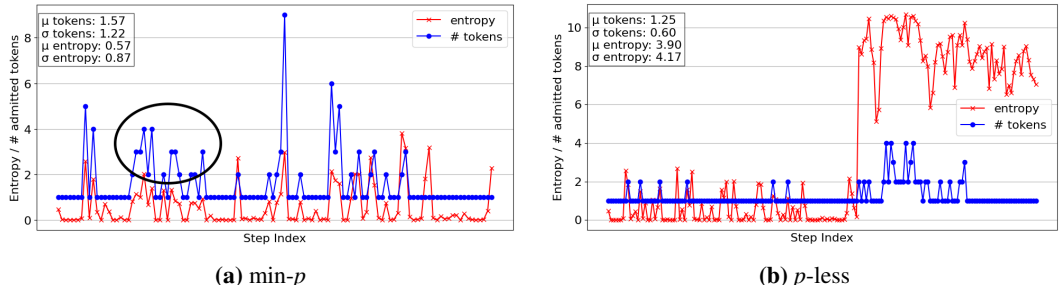 μ tokens: 1.57
σ tokens: 1.22
μ entropy: 0.57
σ entropy: 0.87
entropy
# tokens
Entropy / # admitted tokens
8
6
4
2
0
Step Index
(a) min-p
μ tokens: 1.25
σ tokens: 0.60
μ entropy: 3.90
σ entropy: 4.17
entropy
# tokens
Entropy / # admitted tokens
10
8
6
4
2
0
Step Index
(b) p-less